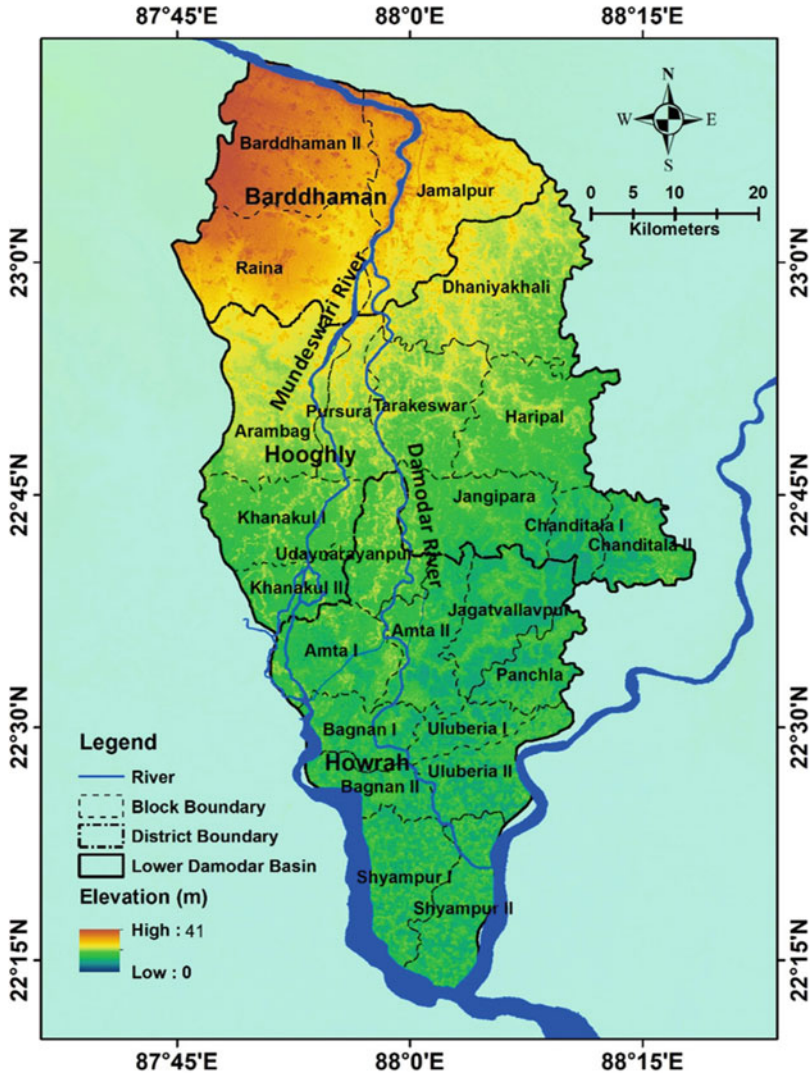 87°45'E 88°0'E 88°15'E
N
W E
S
0 5 10 20
Kilometers
Barddhaman II
Barddhaman
Jamalpur
23°0'N 23°0'N
Raina
Dhaniyakhali
Mundeswari River
Pursura
Tarakeswar
Haripal
Arambag
Hooghly
22°45'N 22°45'N
Damodar River
Jangipara
Khanakul I
Chanditala I
Chanditala II
Udaynarayanpur
Khanakul II
Jagatvallavpur
Amta II
Amta I
Panchla
22°30'N 22°30'N
Bagnan I
Uluberia I
Howrah
Uluberia II
Bagnan II
Shyampur I
Shyampur II
22°15'N 22°15'N
Legend
River
Block Boundary
District Boundary
Lower Damodar Basin
Elevation (m)
High : 41
Low : 0
87°45'E 88°0'E 88°15'E